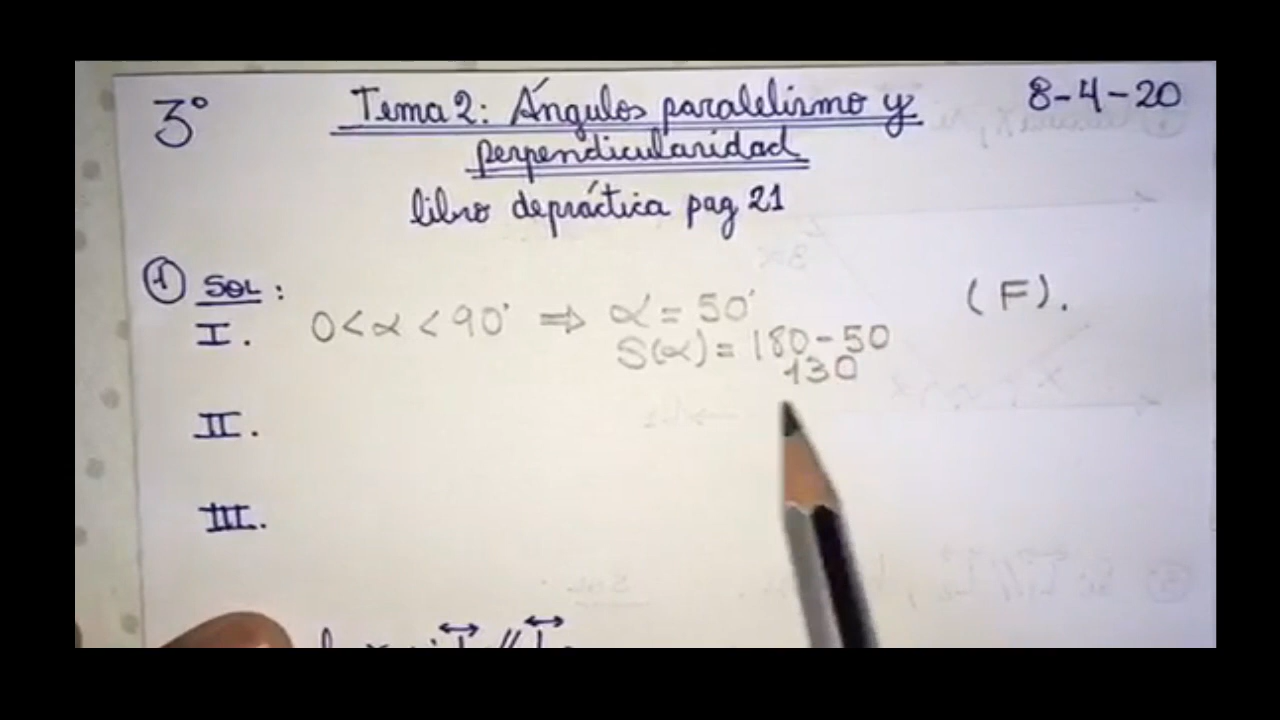 3° Tema 2: Ángulos paralelismo y 8-4-20
perpendicularidad
libro de práctica pag 21
1 SOL:
I. 0<α<90° ⇒ α=50° (F).
S(α)=180-50
130
II.
III.